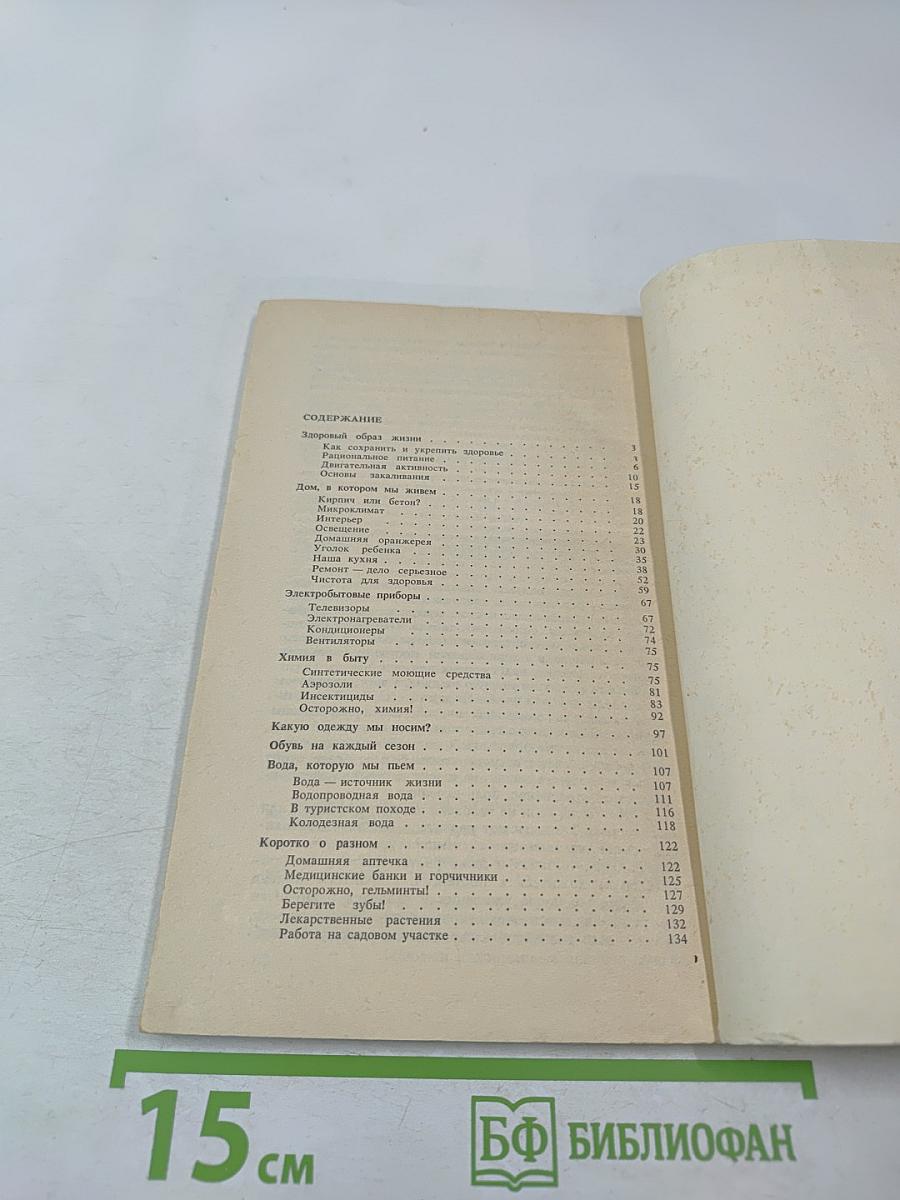 СОДЕРЖАНИЕ
Здоровый образ жизни . . . . . . . . . . . . 3
Как сохранить и укрепить здоровье . . . . . . . 3
Рациональное питание . . . . . . . . . . . 6
Двигательная активность . . . . . . . . . . 10
Основы закаливания . . . . . . . . . . . 15
Дом, в котором мы живем . . . . . . . . . . . 18
Кирпич или бетон? . . . . . . . . . . . 18
Микроклимат . . . . . . . . . . . . . 20
Интерьер . . . . . . . . . . . . . . 22
Освещение . . . . . . . . . . . . . . 23
Домашняя оранжерея . . . . . . . . . . . 30
Уголок ребенка . . . . . . . . . . . . 35
Наша кухня . . . . . . . . . . . . . 38
Ремонт — дело серьезное . . . . . . . . . . 52
Чистота для здоровья . . . . . . . . . . . 59
Электробытовые приборы . . . . . . . . . . . 67
Телевизоры . . . . . . . . . . . . . 67
Электронагреватели . . . . . . . . . . . 72
Кондиционеры . . . . . . . . . . . . 74
Вентиляторы . . . . . . . . . . . . . 75
Химия в быту . . . . . . . . . . . . . . 75
Синтетические моющие средства . . . . . . . . 75
Аэрозоли . . . . . . . . . . . . . . 81
Инсектициды . . . . . . . . . . . . . 83
Осторожно, химия! . . . . . . . . . . . 92
Какую одежду мы носим? . . . . . . . . . . . 97
Обувь на каждый сезон . . . . . . . . . . . 101
Вода, которую мы пьем . . . . . . . . . . . 107
Вода — источник жизни . . . . . . . . . . 107
Водопроводная вода . . . . . . . . . . . 111
В туристском походе . . . . . . . . . . . 116
Колодезная вода . . . . . . . . . . . . 118
Коротко о разном . . . . . . . . . . . . . 122
Домашняя аптечка . . . . . . . . . . . 122
Медицинские банки и горчичники . . . . . . . . 125
Осторожно, гельминты! . . . . . . . . . . 127
Берегите зубы! . . . . . . . . . . . . 129
Лекарственные растения . . . . . . . . . . 132
Работа на садовом участке . . . . . . . . . . 134
15 см
БФ БИБЛИОФАН